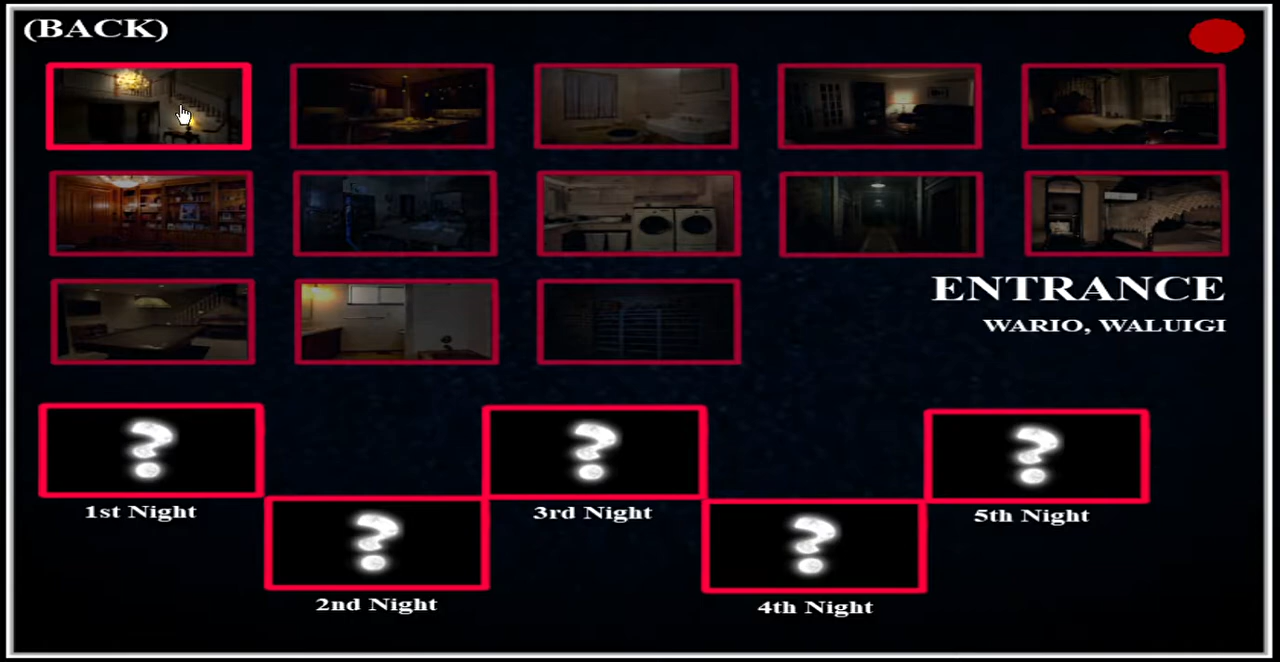 (BACK)
ENTRANCE
WARIO, WALUIGI
?
?
?
1st Night
3rd Night
5th Night
?
?
2nd Night
4th Night